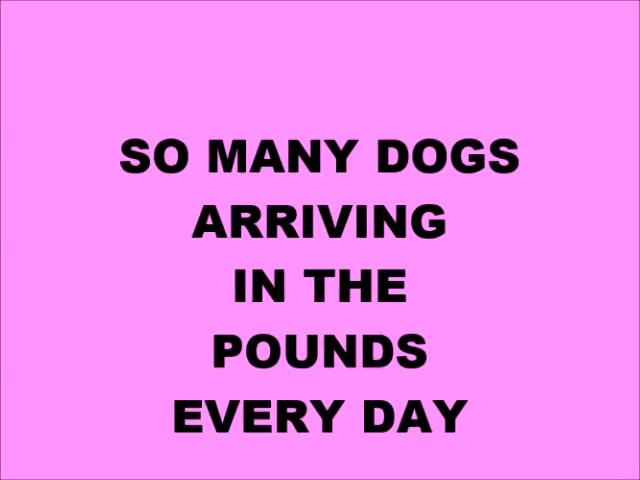 SO MANY DOGS
ARRIVING
IN THE
POUNDS
EVERY DAY